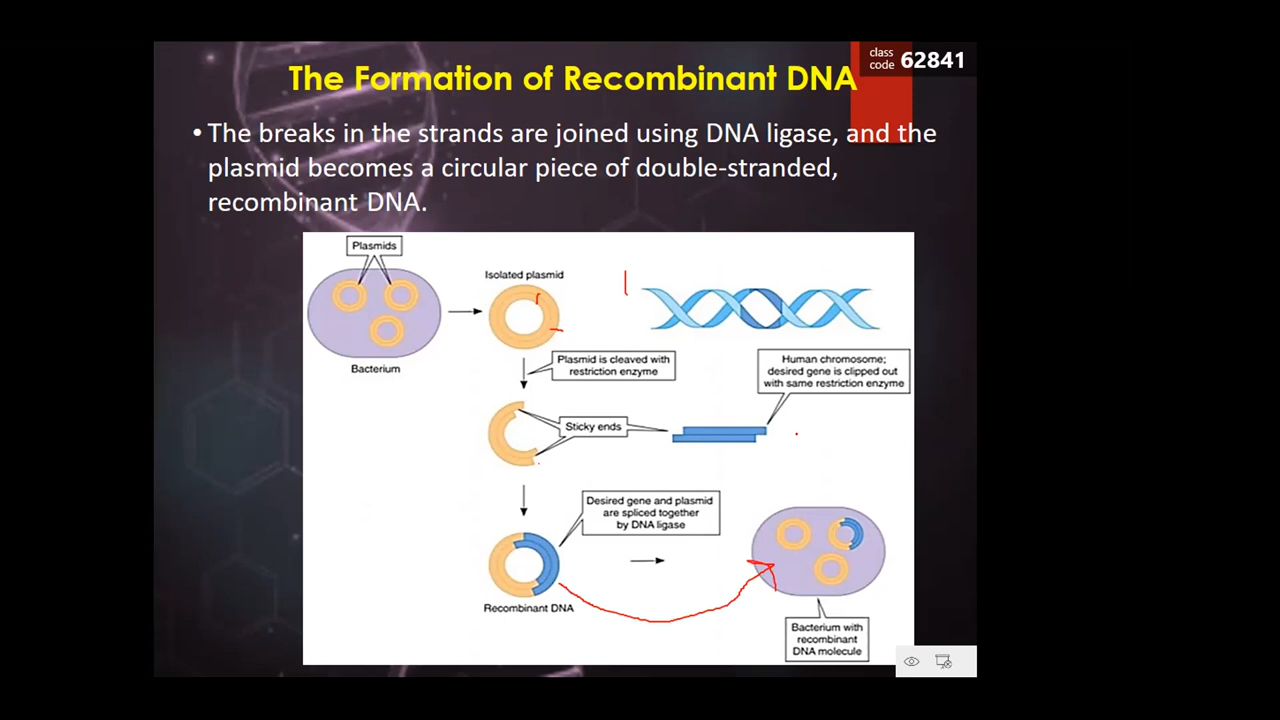 class
code 62841
The Formation of Recombinant DNA
• The breaks in the strands are joined using DNA ligase, and the
plasmid becomes a circular piece of double-stranded,
recombinant DNA.
Plasmids
Isolated plasmid
Bacterium
Plasmid is cleaved with
restriction enzyme
Human chromosome;
desired gene is clipped out
with same restriction enzyme
Sticky ends
Desired gene and plasmid
are spliced together
by DNA ligase
Recombinant DNA
Bacterium with
recombinant
DNA molecule